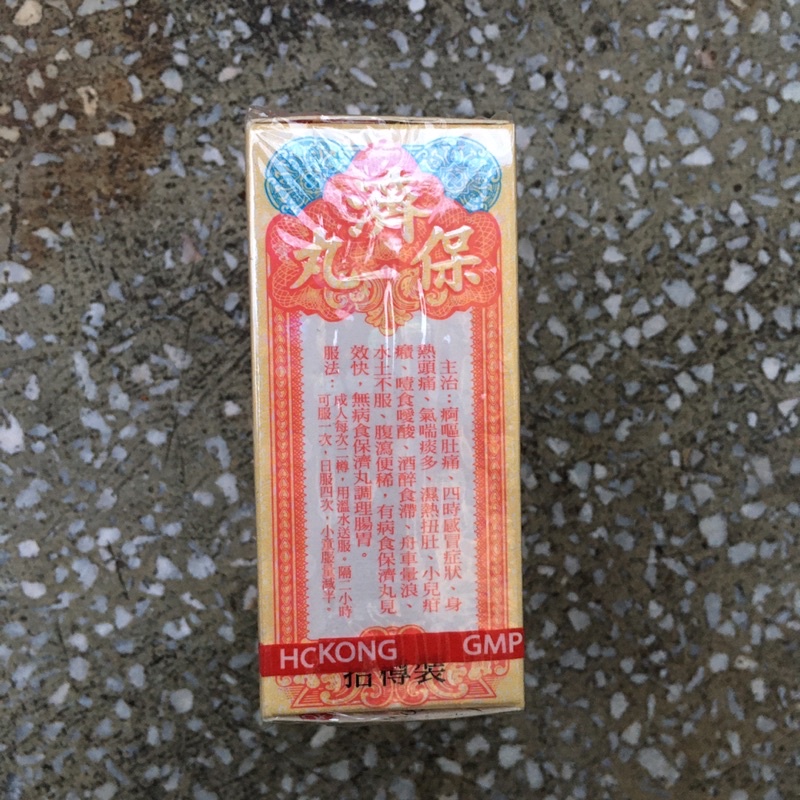 保濟丸
主治：痾嘔肚痛、四時感冒症狀、身
熱頭痛、氣喘痰多、濕熱扭肚、小兒疳
癪、噎食噯酸、酒醉食滯、舟車暈浪、
水土不服、腹瀉便稀，有病食保濟丸見
效快，無病食保濟丸調理腸胃。
服法：成人每次二樽，用溫水送服。隔二小時
可服一次，日服四次，小童服量減半。
HCKONG GMP
拾樽裝